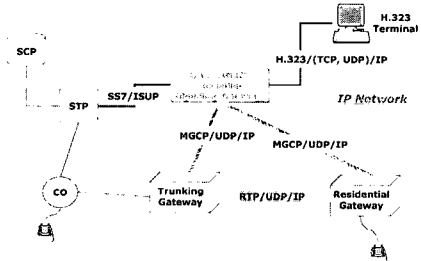 H.323
Terminal
SCP
H.323/(TCP, UDP)/IP
SS7/ISUP
STP
IP Network
MGCP/UDP/IP
MGCP/UDP/IP
CO
Trunking
Gateway
RTP/UDP/IP
Residential
Gateway